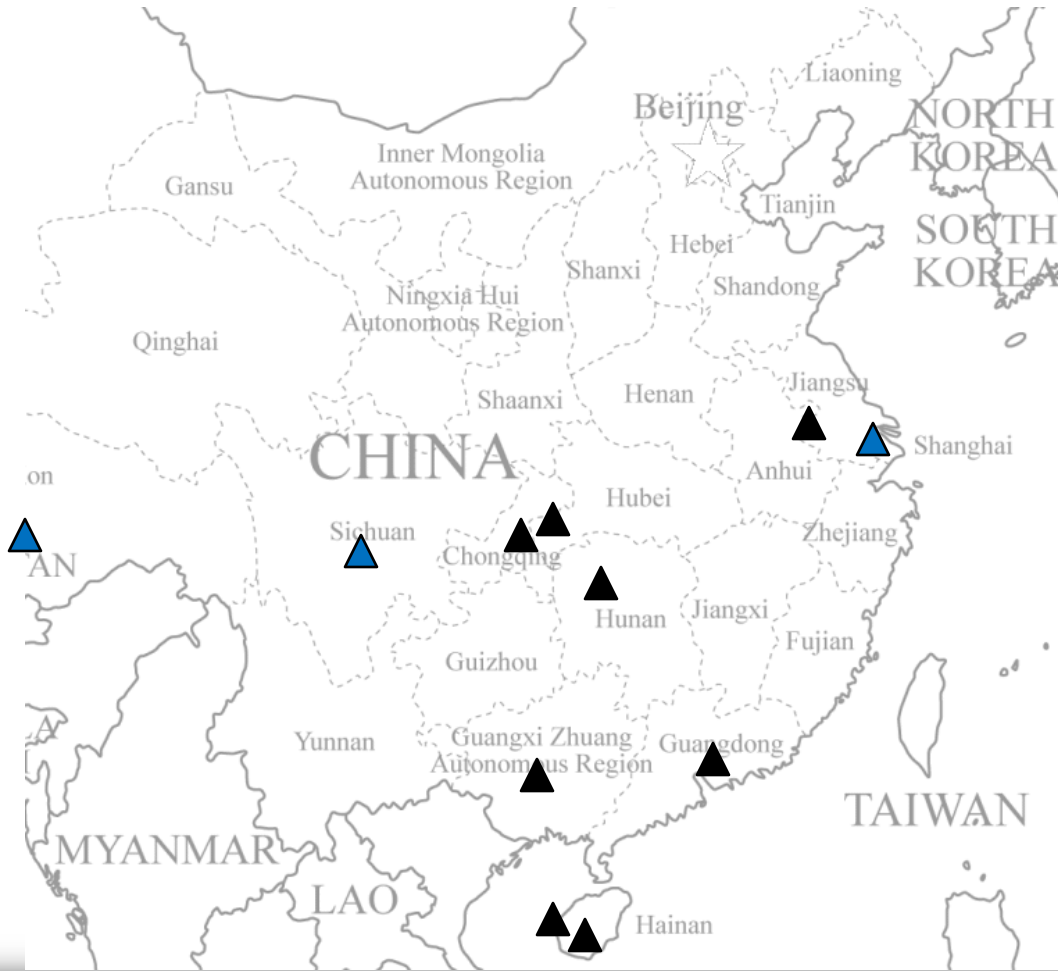 Liaoning
Beijing
NORTH
KOREA
Inner Mongolia
Autonomous Region
Gansu
Tianjin
SOUTH
KOREA
Hebei
Shanxi
Shandong
Ningxia Hui
Autonomous Region
Qinghai
Jiangsu
Henan
Shaanxi
CHINA
Shanghai
Anhui
on
Hubei
Sichuan
Zhejiang
Chongqing
AN
Jiangxi
Hunan
Fujian
Guizhou
A
Yunnan
Guangxi Zhuang
Autonomous Region
Guangdong
TAIWAN
MYANMAR
LAO
Hainan